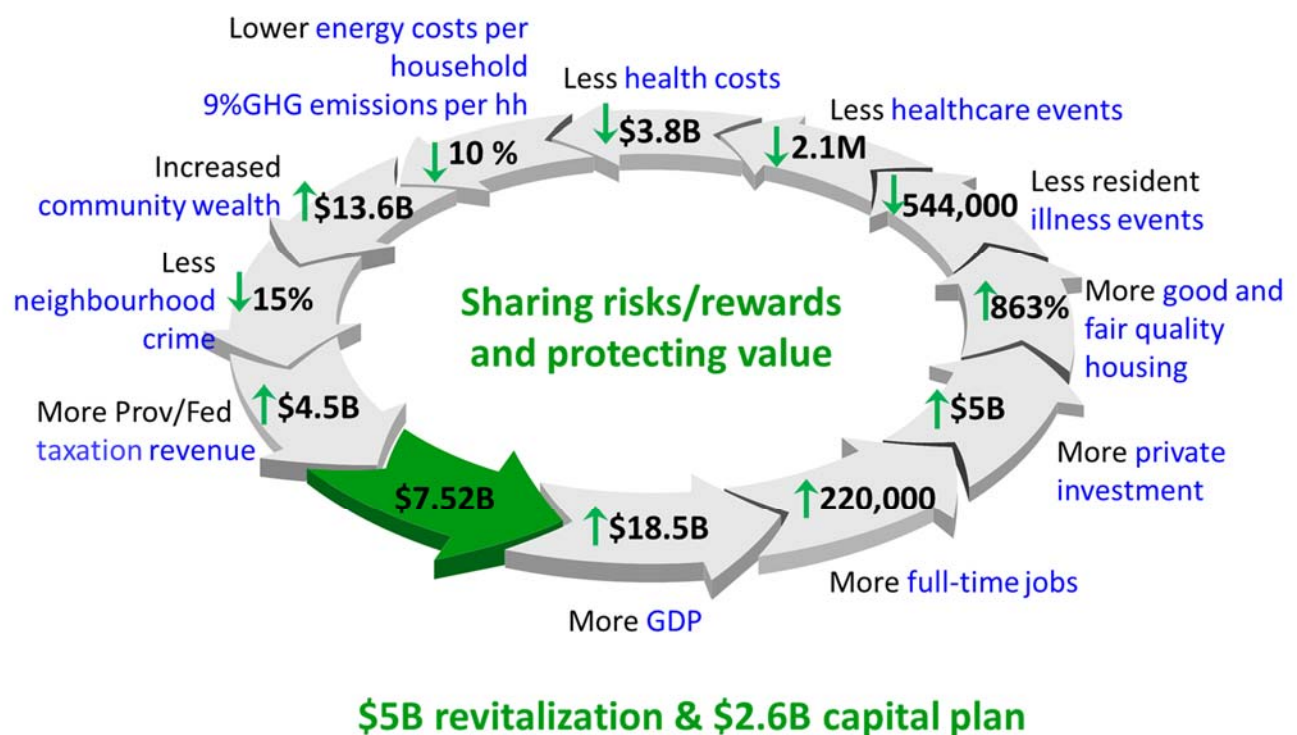 Lower energy costs per
household
9%GHG emissions per hh
10 %
Less health costs
$3.8B
Less healthcare events
2.1M
Less resident
illness events
544,000
More good and
fair quality
housing
863%
More private
investment
$5B
More full-time jobs
220,000
More GDP
$18.5B
$7.52B
More Prov/Fed
taxation revenue
$4.5B
Less
neighbourhood
crime
15%
Increased
community wealth
$13.6B
Sharing risks/rewards
and protecting value
$5B revitalization & $2.6B capital plan